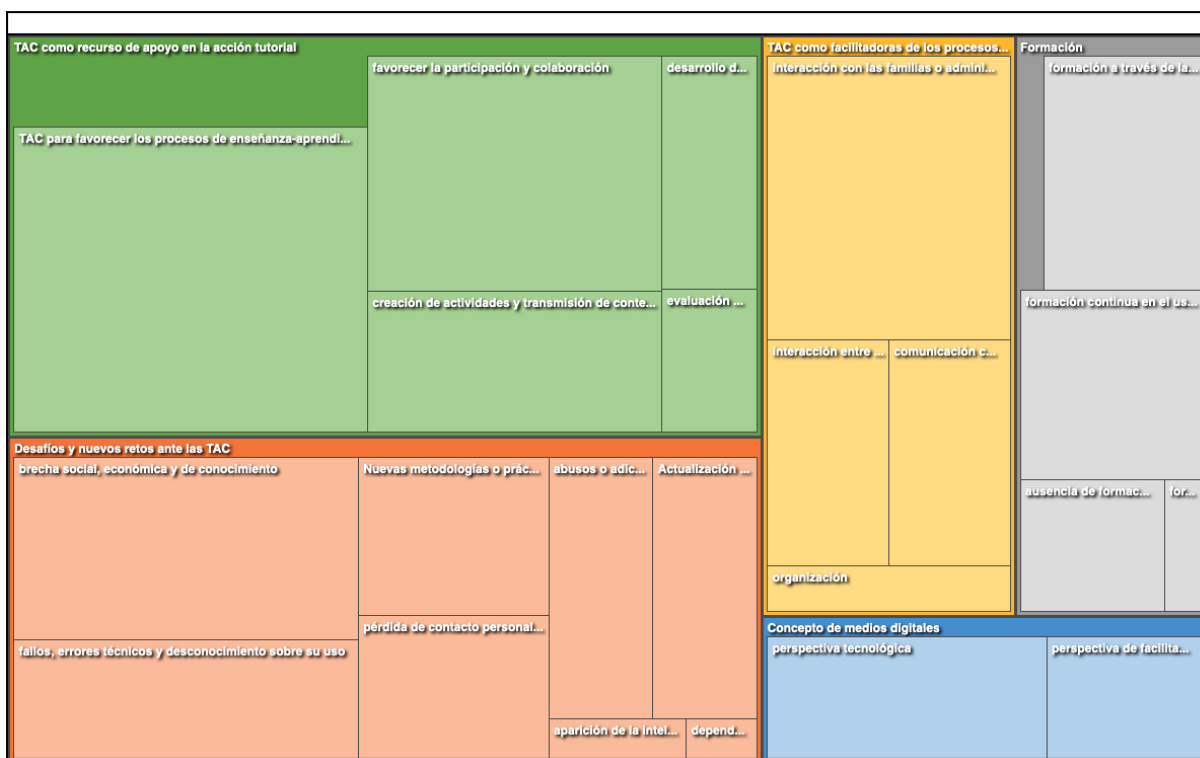 TAC como recurso de apoyo en la acción tutorial
TAC para favorecer los procesos de enseñanza-aprendi...
favorecer la participación y colaboración
desarrollo d...
creación de actividades y transmisión de conte...
evaluación ...
TAC como facilitadoras de los procesos...
Interacción con las familias o admini...
interacción entre ...
comunicación c...
organización
Formación
formación a través de la...
formación continua en el us...
ausencia de formac...
for...
Desafíos y nuevos retos ante las TAC
brecha social, económica y de conocimiento
fallos, errores técnicos y desconocimiento sobre su uso
Nuevas metodologías o prác...
pérdida de contacto personal...
abusos o adic...
Actualización ...
aparición de la intel...
depend...
Concepto de medios digitales
perspectiva tecnológica
perspectiva de facilita...